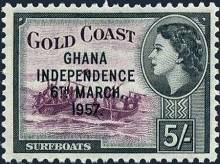 GOLD COAST
GHANA
INDEPENDENCE
6TH MARCH,
1957
SURFBOATS
5/-